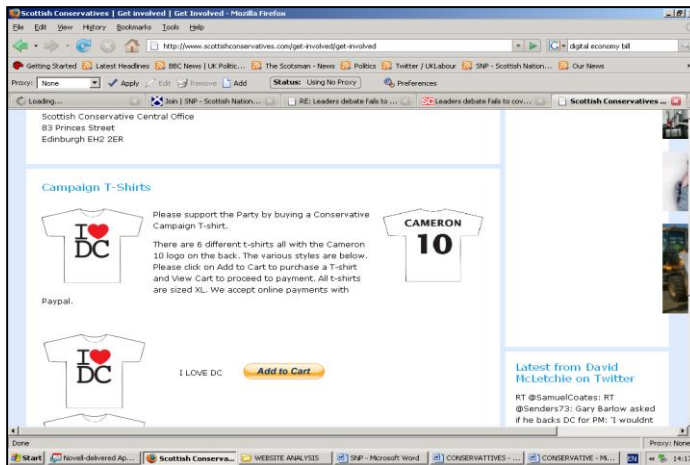 Scottish Conservatives | Get involved | Get Involved - Mozilla Firefox
File Edit View History Bookmarks Tools Help
http://www.scottishconservatives.com/get-involved/get-involved
digital economy bill
Getting Started Latest Headlines BBC News | UK Politic... The Scotsman - News Politics Twitter / UKLabour SNP - Scottish Nation... Our News
Proxy: None Apply Edit Remove Add Status: Using No Proxy Preferences
Loading... Join | SNP - Scottish Nation... RE: Leaders debate fails to ... Leaders debate fails to cov... Scottish Conservatives ...
Scottish Conservative Central Office
83 Princes Street
Edinburgh EH2 2ER
Campaign T-Shirts
I
DC
Please support the Party by buying a Conservative
Campaign T-shirt.
There are 6 different t-shirts all with the Cameron
10 logo on the back. The various styles are below.
Please click on Add to Cart to purchase a T-shirt
and View Cart to proceed to payment. All t-shirts
are sized XL. We accept online payments with
Paypal.
CAMERON
10
I
DC
I LOVE DC Add to Cart
Latest from David
McLetchie on Twitter
RT @SamuelCoates: RT
@Senders73: Gary Barlow asked
if he backs DC for PM: 'I wouldnt
Done
Proxy: None
Start Novell-delivered Ap... Scottish Conserva... WEBSITE ANALYSIS SNP - Microsoft Word CONSERVATTIVES - ... CONSERVATIVE - M... EN 14:17